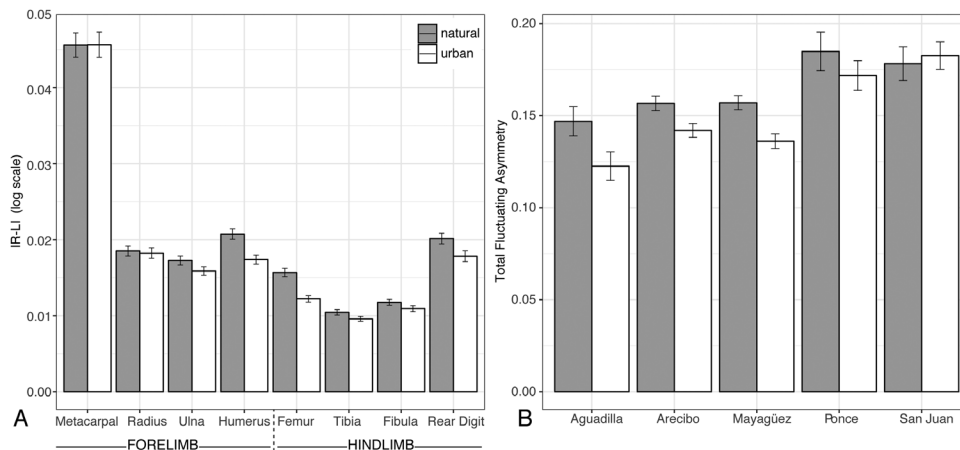 natural
urban
0.05
0.04
0.03
0.02
0.01
0.00
IR-LI (log scale)
Metacarpal Radius Ulna Humerus Femur Tibia Fibula Rear Digit
FORELIMB HINDLIMB
A
0.20
0.15
0.10
0.05
0.00
Total Fluctuating Asymmetry
Aguadilla Arecibo Mayagüez Ponce San Juan
B